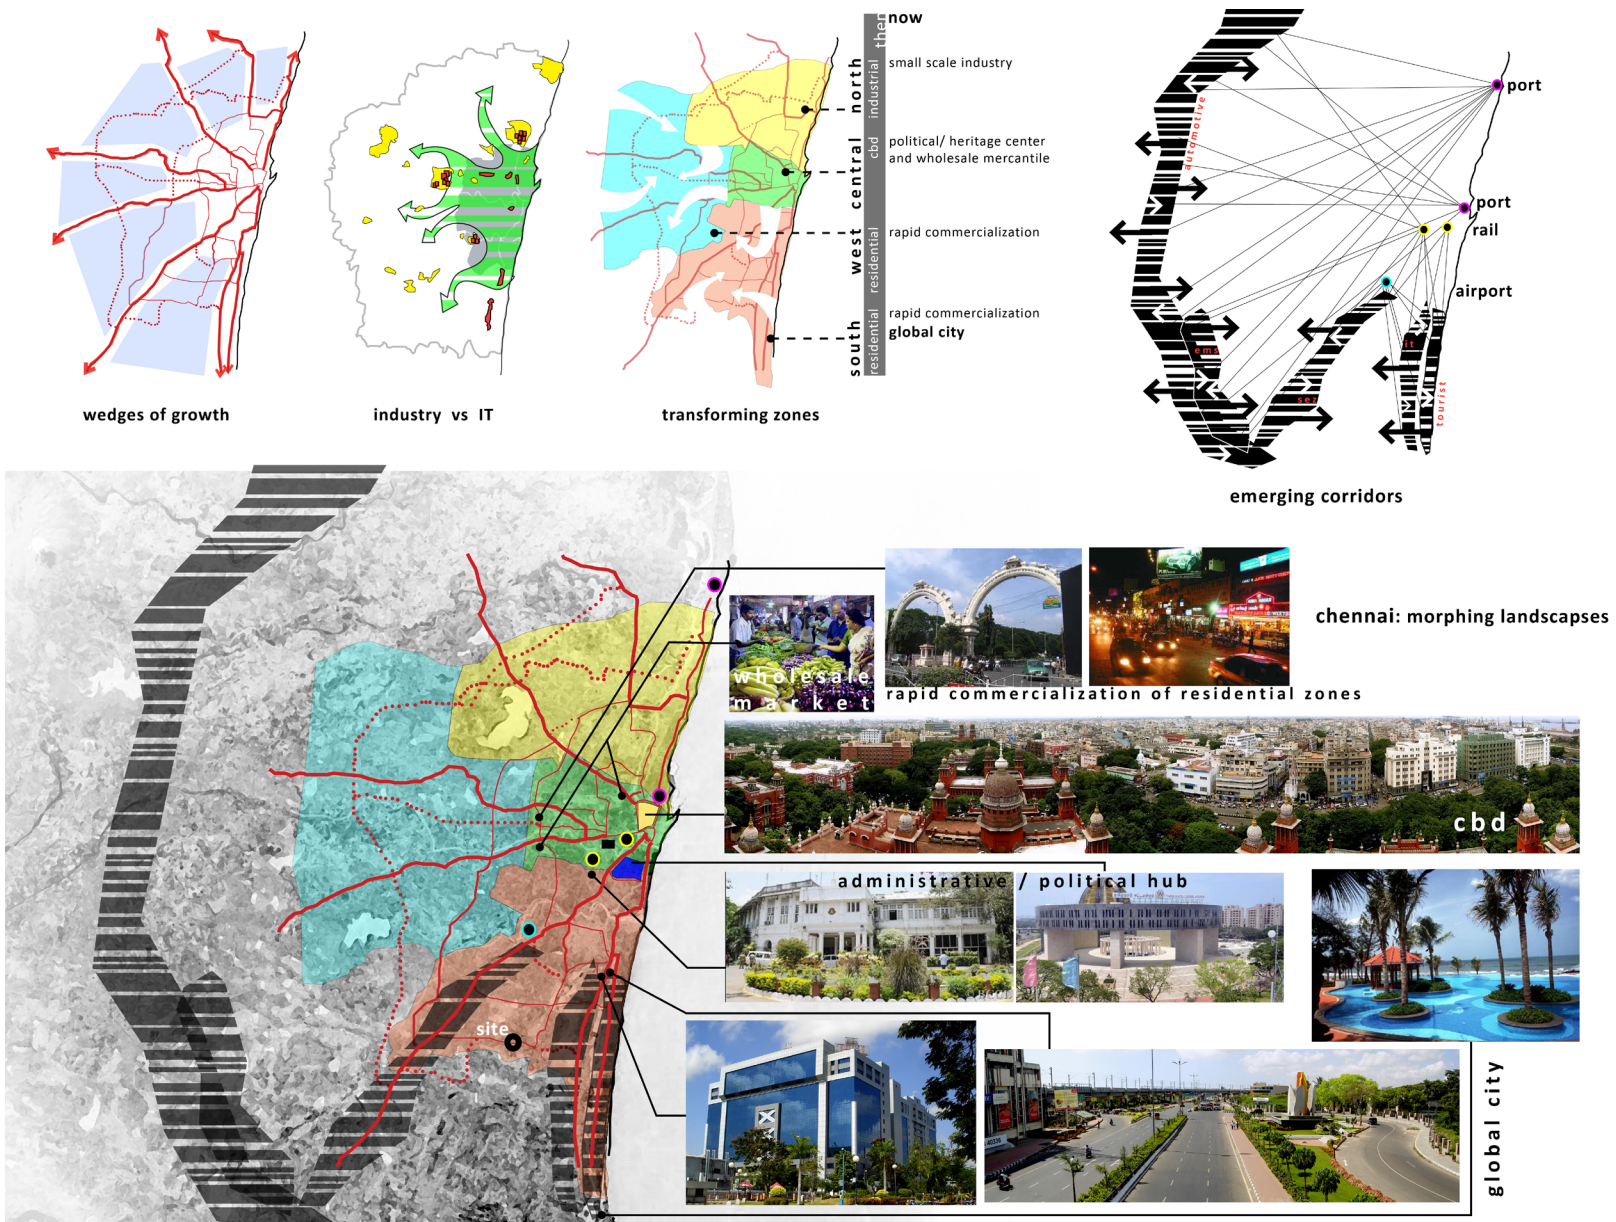 now
then
small scale industry
north
industrial
political/ heritage center
and wholesale mercantile
central
cbd
rapid commercialization
west
residential
rapid commercialization
global city
south
residential
wedges of growth
industry vs IT
transforming zones
port
automotive
port
rail
airport
ems
sez
it
tourist
emerging corridors
chennai: morphing landscapes
wholesale
market
rapid commercialization of residential zones
cbd
administrative / political hub
site
global city